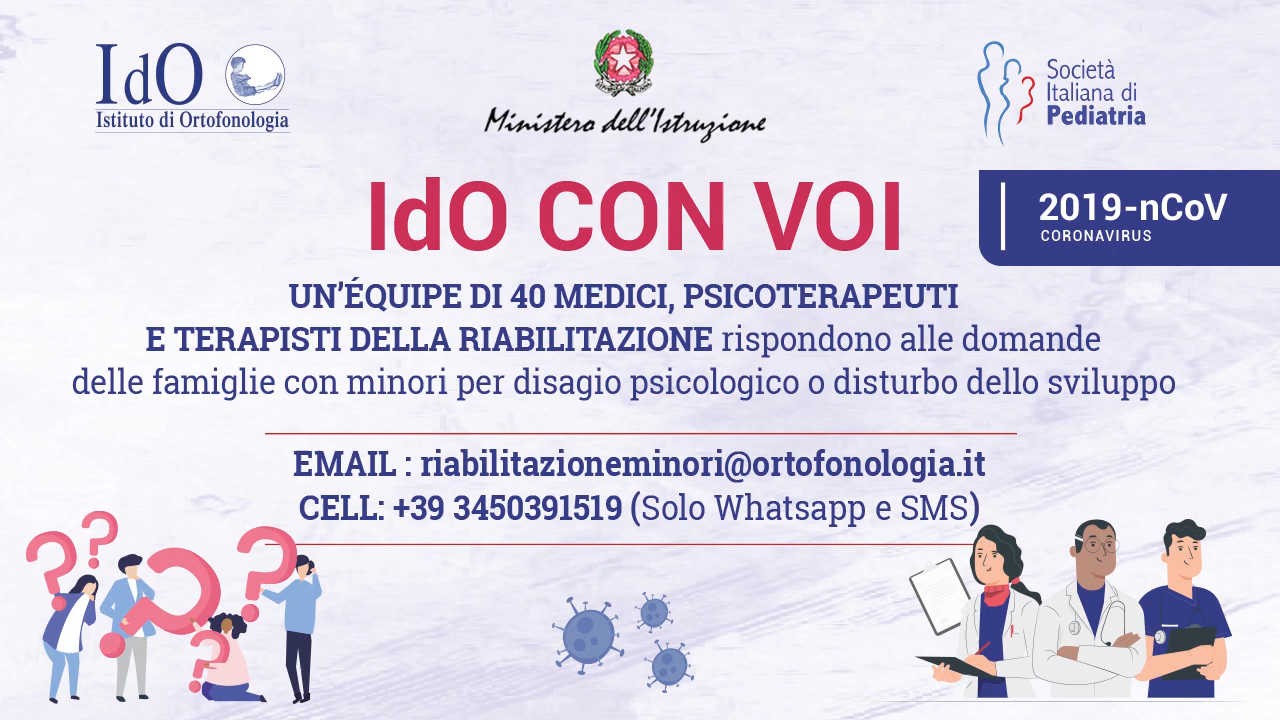 IdO
Istituto di Ortofonologia
Ministero dell'Istruzione
Società
Italiana di
Pediatria
IdO CON VOI
2019-nCoV
CORONAVIRUS
UN'ÉQUIPE DI 40 MEDICI, PSICOTERAPEUTI
E TERAPISTI DELLA RIABILITAZIONE rispondono alle domande
delle famiglie con minori per disagio psicologico o disturbo dello sviluppo
EMAIL : riabilitazioneminori@ortofonologia.it
CELL: +39 3450391519 (Solo Whatsapp e SMS)